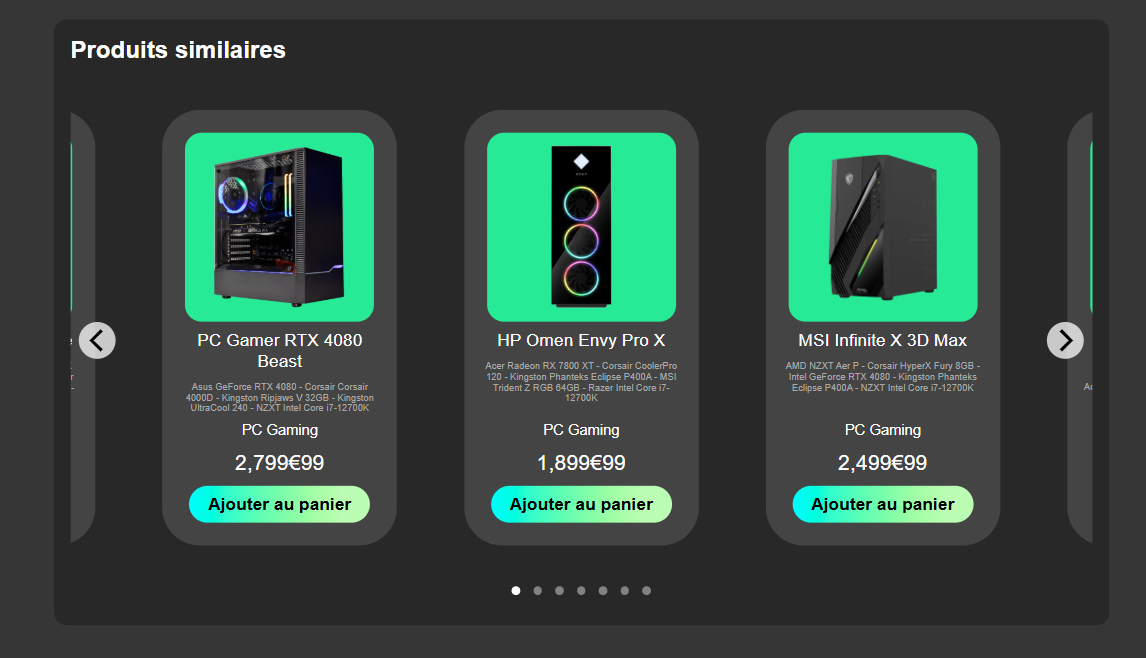 Produits similaires
PC Gamer RTX 4080
Beast
Asus GeForce RTX 4080 - Corsair Corsair
4000D - Kingston Ripjaws V 32GB - Kingston
UltraCool 240 - NZXT Intel Core i7-12700K
PC Gaming
2,799€99
Ajouter au panier
HP Omen Envy Pro X
Acer Radeon RX 7800 XT - Corsair CoolerPro
120 - Kingston Phanteks Eclipse P400A - MSI
Trident Z RGB 64GB - Razer Intel Core i7-
12700K
PC Gaming
1,899€99
Ajouter au panier
MSI Infinite X 3D Max
AMD NZXT Aer P - Corsair HyperX Fury 8GB -
Intel GeForce RTX 4080 - Kingston Phanteks
Eclipse P400A - NZXT Intel Core i7-12700K
PC Gaming
2,499€99
Ajouter au panier